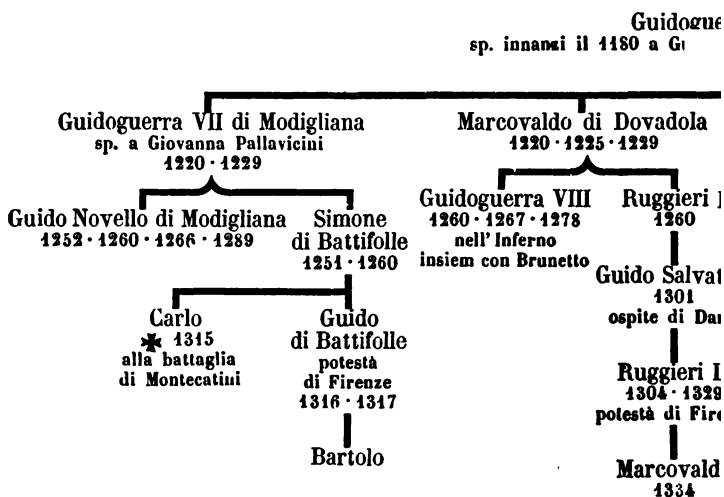 Guidogue
sp. innanzi il 1180 a G
Guidoguerra VII di Modigliana
sp. a Giovanna Pallavicini
1220 · 1229
Marcovaldo di Dovadola
1220 · 1225 · 1229
Guido Novello di Modigliana
1252 · 1260 · 1266 · 1289
Simone
di Battifolle
1251 · 1260
Guidoguerra VIII
1260 · 1267 · 1278
nell' Inferno
insiem con Brunetto
Ruggieri
1260
Carlo
✠ 1315
alla battaglia
di Montecatini
Guido
di Battifolle
potestà
di Firenze
1316 · 1317
Bartolo
Guido Salvat
1301
ospite di Dan
Ruggieri
1304 · 1329
potestà di Fire
Marcovald
1334